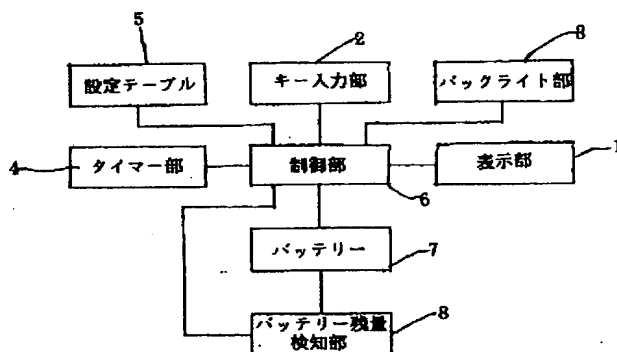 5
2
3
設定テーブル
キー入力部
バックライト部
4
タイマー部
制御部
表示部
1
6
バッテリー
7
バッテリー残量
検知部
8